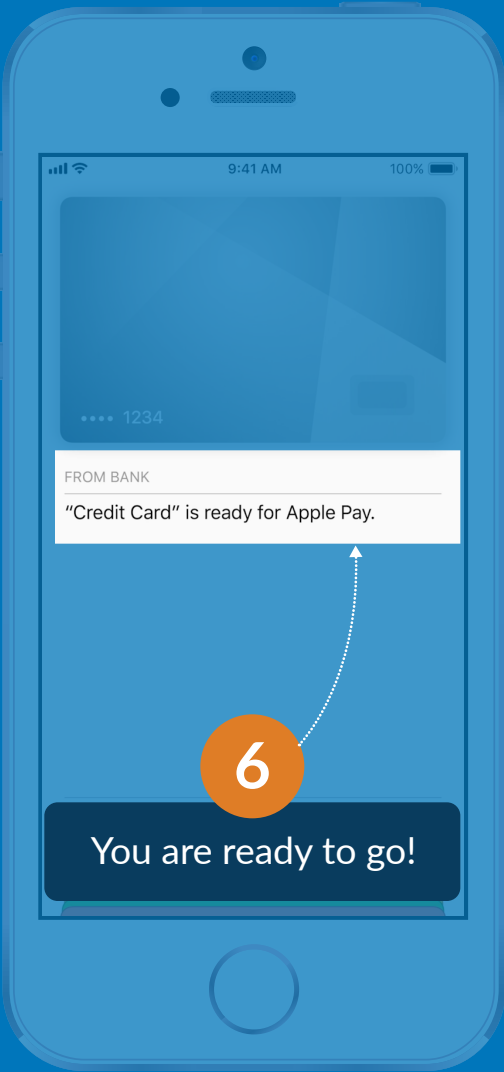 9:41 AM 100%
•••• 1234
FROM BANK
“Credit Card” is ready for Apple Pay.
6
You are ready to go!